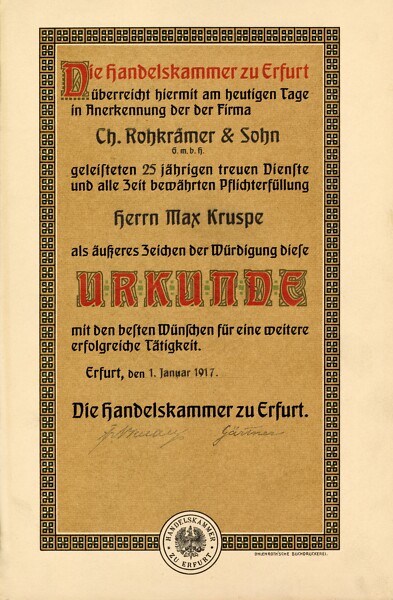 Die Handelskammer zu Erfurt
überreicht hiermit am heutigen Tage
in Anerkennung der der Firma
Ch. Rohkrämer & Sohn
G.m.b.H.
geleisteten 25 jährigen treuen Dienste
und alle Zeit bewährten Pflichterfüllung
Herrn Max Kruspe
als äußeres Zeichen der Würdigung diese
URKUNDE
mit den besten Wünschen für eine weitere
erfolgreiche Tätigkeit.
Erfurt, den 1. Januar 1917.
Die Handelskammer zu Erfurt.
Gärtner
HANDELSKAMMER
ZU ERFURT
OHLENROTHSCHE BUCHDRUCKEREI.